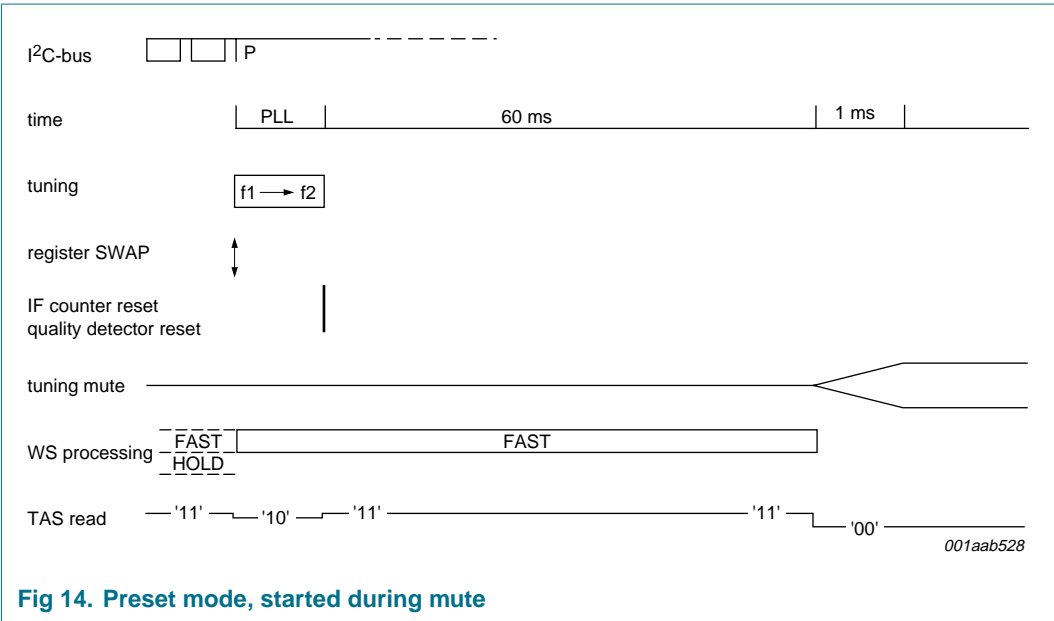 I2C-bus P
time PLL 60 ms 1 ms
tuning f1 f2
register SWAP
IF counter reset
quality detector reset
tuning mute
WS processing FAST HOLD FAST
TAS read '11' '10' '11' '11' '00'
001aab528
Fig 14. Preset mode, started during mute